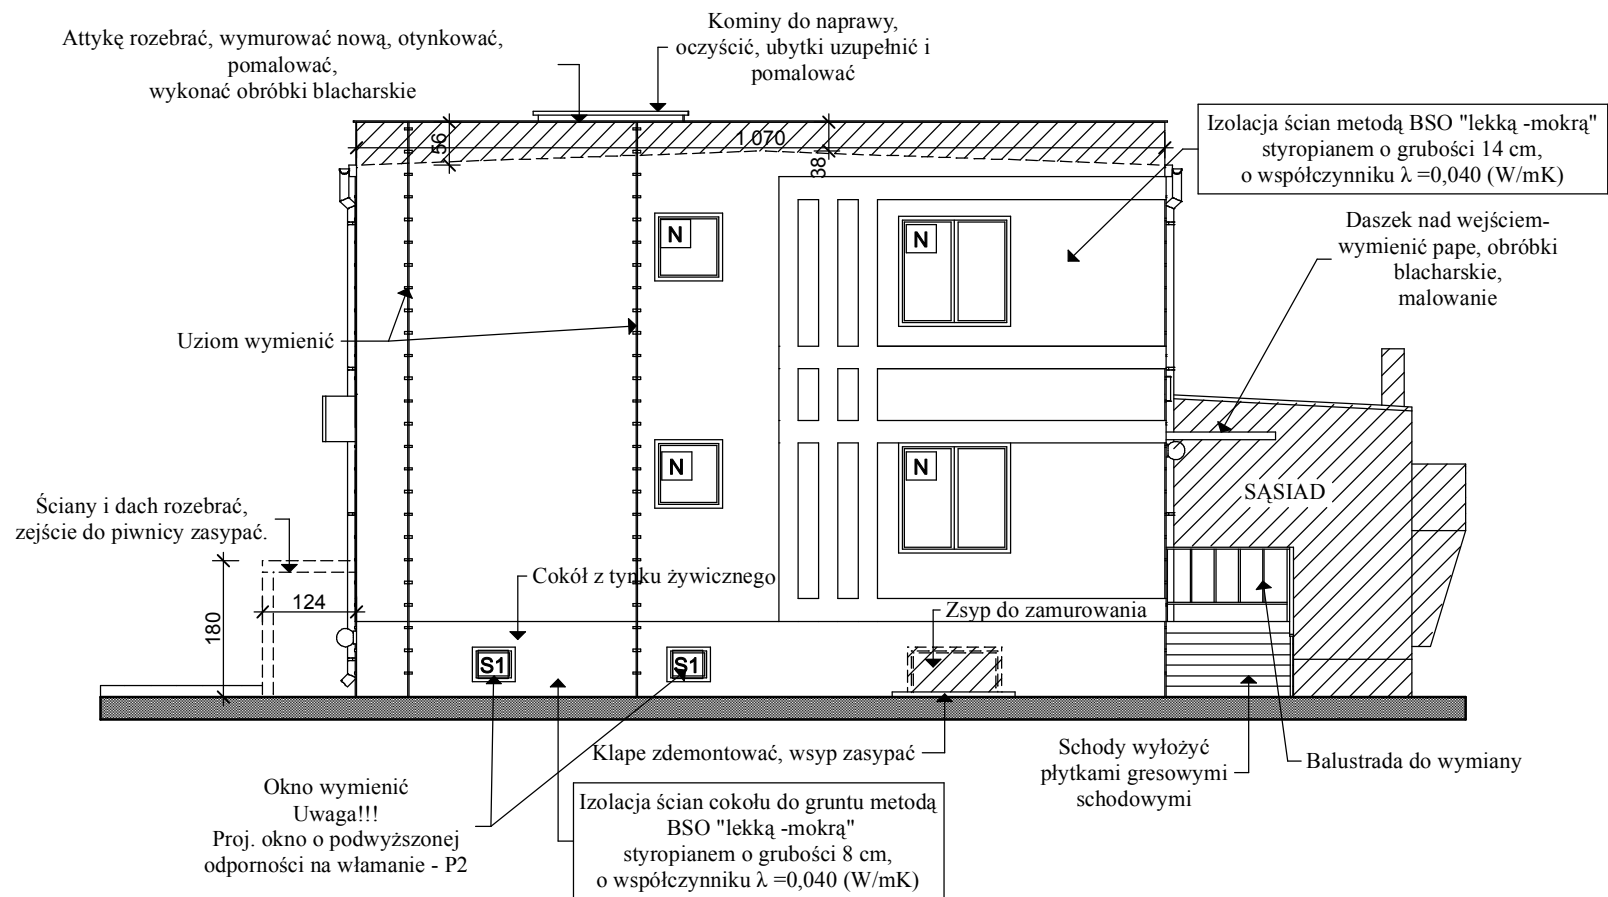 Attykę rozebrać, wymurować nową, otynkować,
pomalować,
wykonać obróbki blacharskie
Kominy do naprawy,
oczyścić, ubytki uzupełnić i
pomalować
Izolacja ścian metodą BSO "lekką -mokrą"
styropianem o grubości 14 cm,
o współczynniku λ =0,040 (W/mK)
56
1 070
38
Daszek nad wejściem-
wymienić pape, obróbki
blacharskie,
malowanie
N
N
Uziom wymienić
N
N
SĄSIAD
Ściany i dach rozebrać,
zejście do piwnicy zasypać.
Cokół z tynku żywicznego
Zsyp do zamurowania
124
180
S1
S1
Klape zdemontować, wsyp zasypać
Schody wyłożyć
płytkami gresowymi
schodowymi
Balustrada do wymiany
Okno wymienić
Uwaga!!!
Proj. okno o podwyższonej
odporności na włamanie - P2
Izolacja ścian cokołu do gruntu metodą
BSO "lekką -mokrą"
styropianem o grubości 8 cm,
o współczynniku λ =0,040 (W/mK)